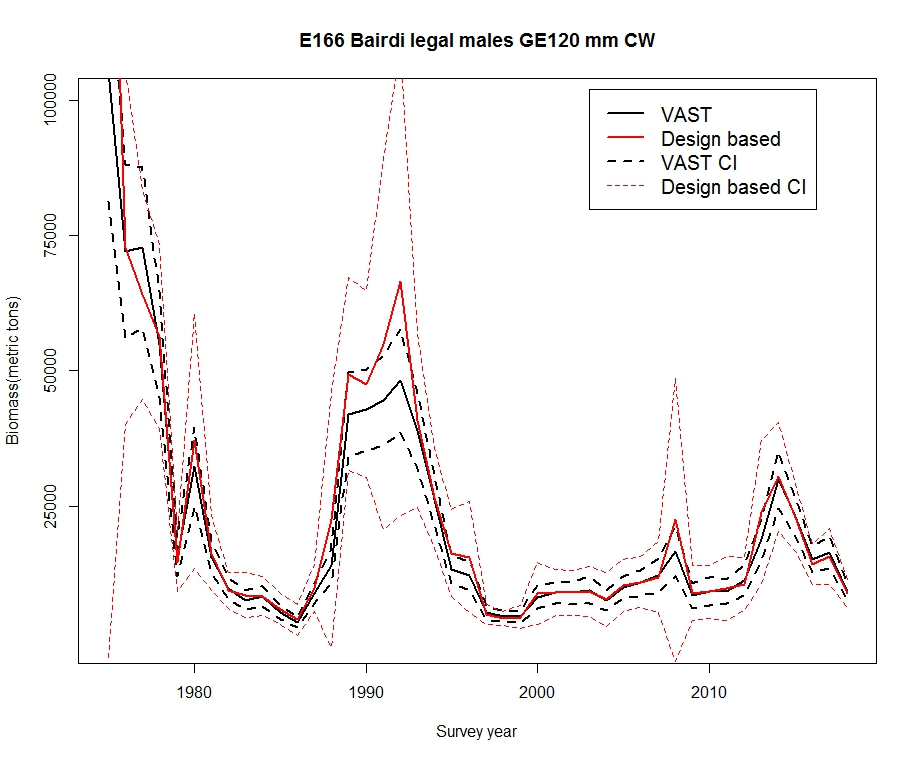 E166 Bairdi legal males GE120 mm CW
VAST
Design based
VAST CI
Design based CI
100000
75000
50000
25000
Biomass(metric tons)
1980 1990 2000 2010
Survey year